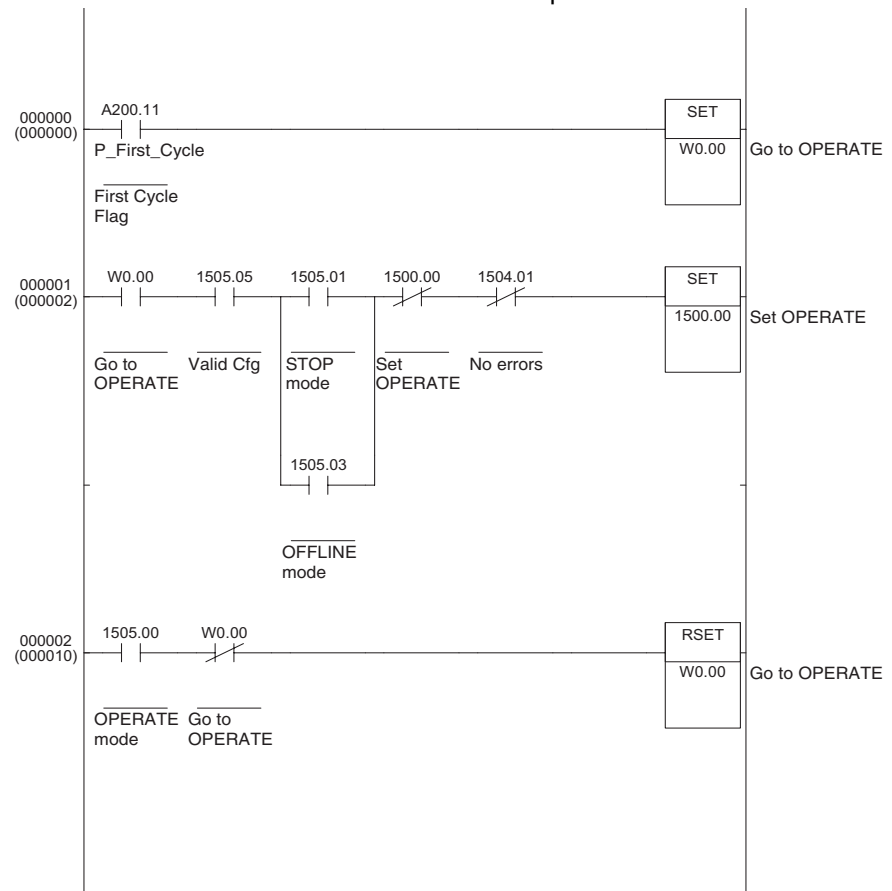 A200.11
SET
000000
(000000)
P_First_Cycle
W0.00
Go to OPERATE
First Cycle
Flag
W0.00
1505.05
1505.01
1500.00
1504.01
SET
000001
(000002)
1500.00
Set OPERATE
Go to
OPERATE
Valid Cfg
STOP
mode
Set
OPERATE
No errors
1505.03
OFFLINE
mode
1505.00
W0.00
RSET
000002
(000010)
W0.00
Go to OPERATE
OPERATE
mode
Go to
OPERATE